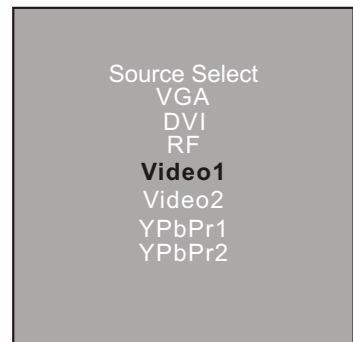 Source Select
VGA
DVI
RF
Video1
Video2
YPbPr1
YPbPr2